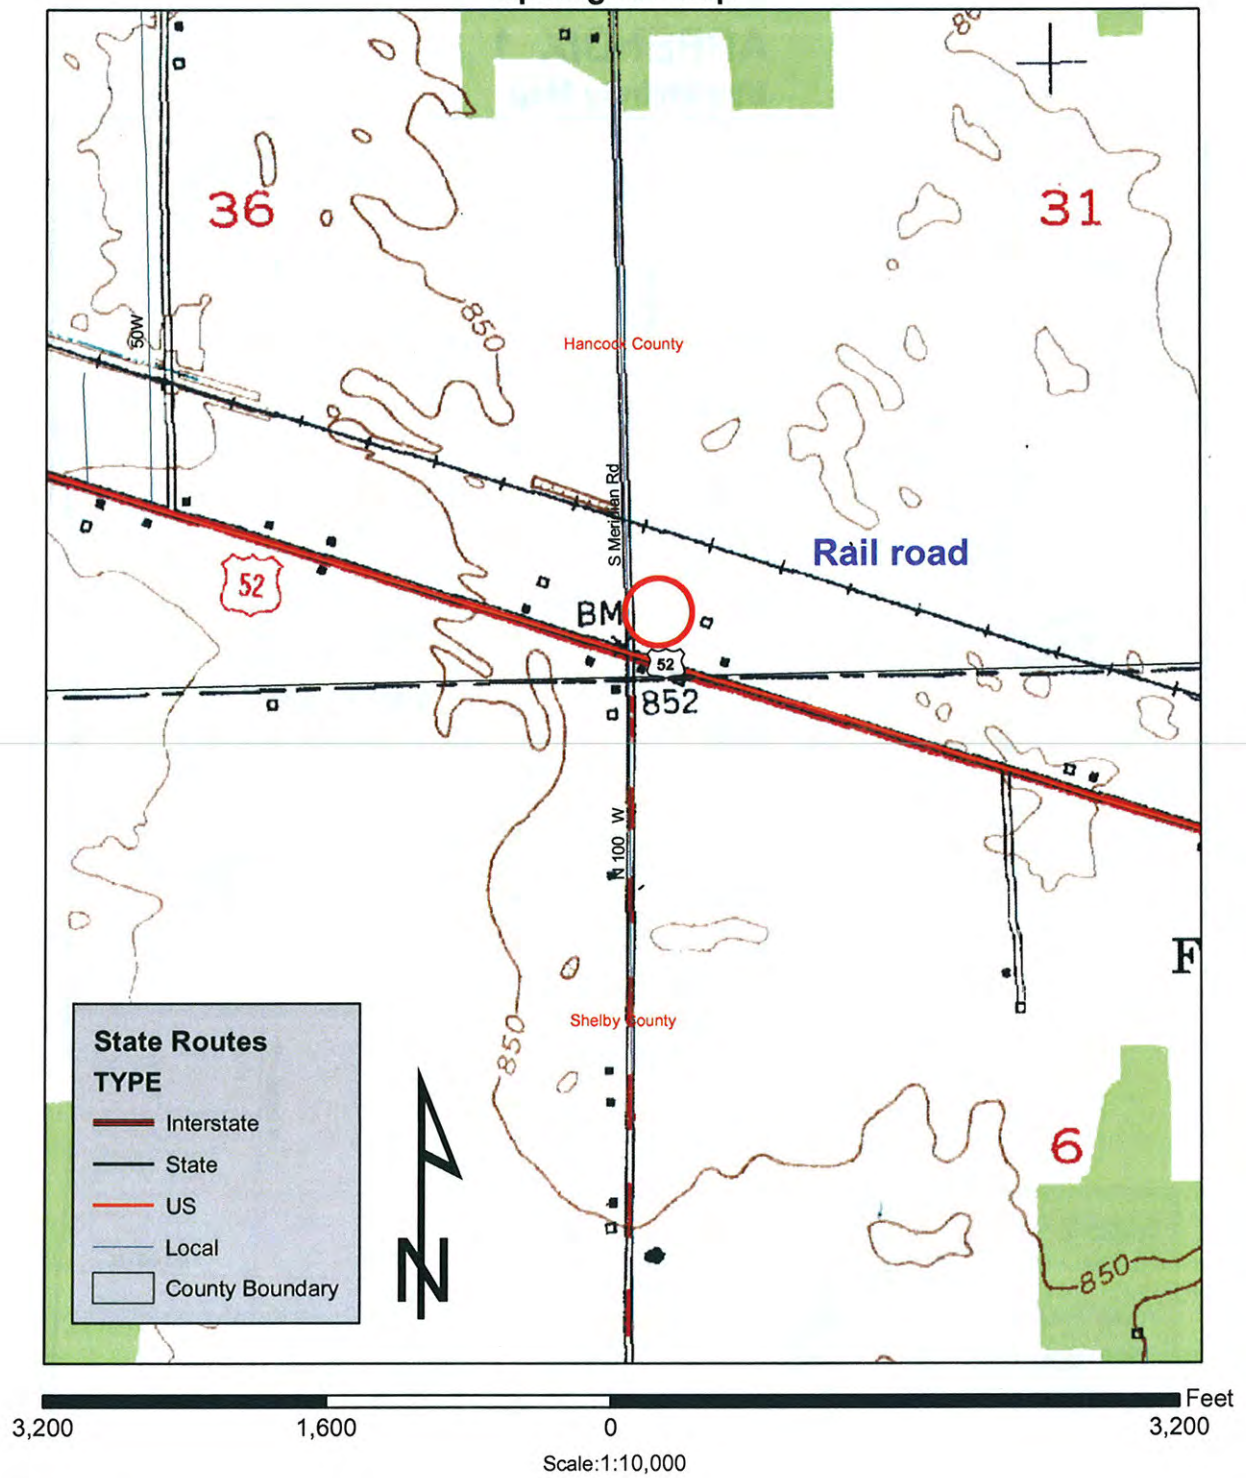 86
36
31
850
50W
Hancock County
S Meridian Rd
Rail road
52
BM
52
852
N 100 W
F
850
Shelby County
6
850
State Routes
TYPE
Interstate
State
US
Local
County Boundary
N
Feet
3,200 1,600 0 3,200
Scale:1:10,000